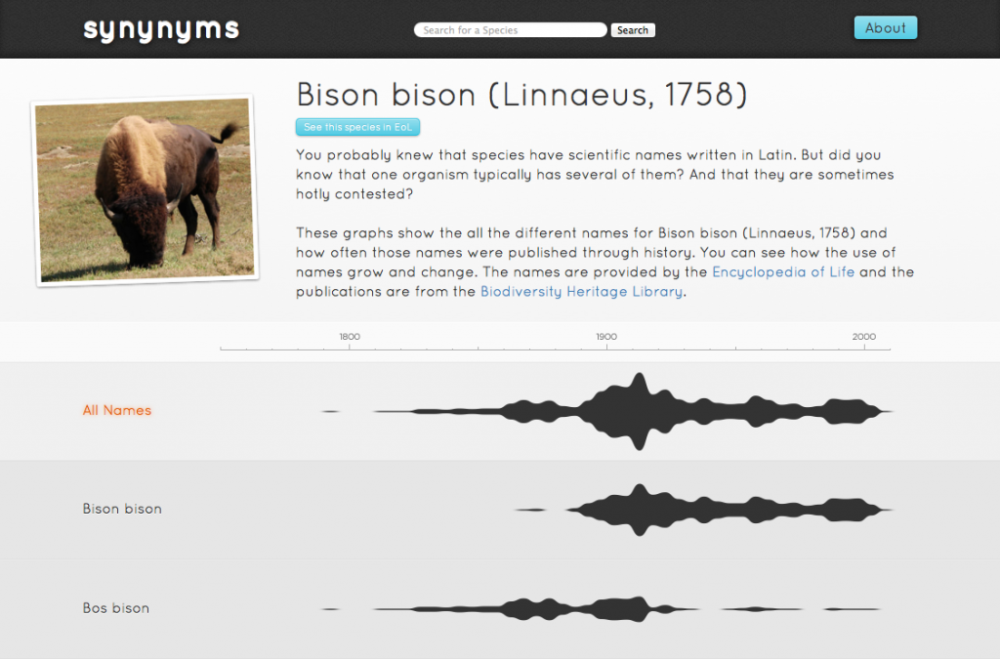 synynyms
Search for a Species
Search
About
Bison bison (Linnaeus, 1758)
See this species in EoL
You probably knew that species have scientific names written in Latin. But did you
know that one organism typically has several of them? And that they are sometimes
hotly contested?
These graphs show the all the different names for Bison bison (Linnaeus, 1758) and
how often those names were published through history. You can see how the use of
names grow and change. The names are provided by the Encyclopedia of Life and the
publications are from the Biodiversity Heritage Library.
1800
1900
2000
All Names
Bison bison
Bos bison